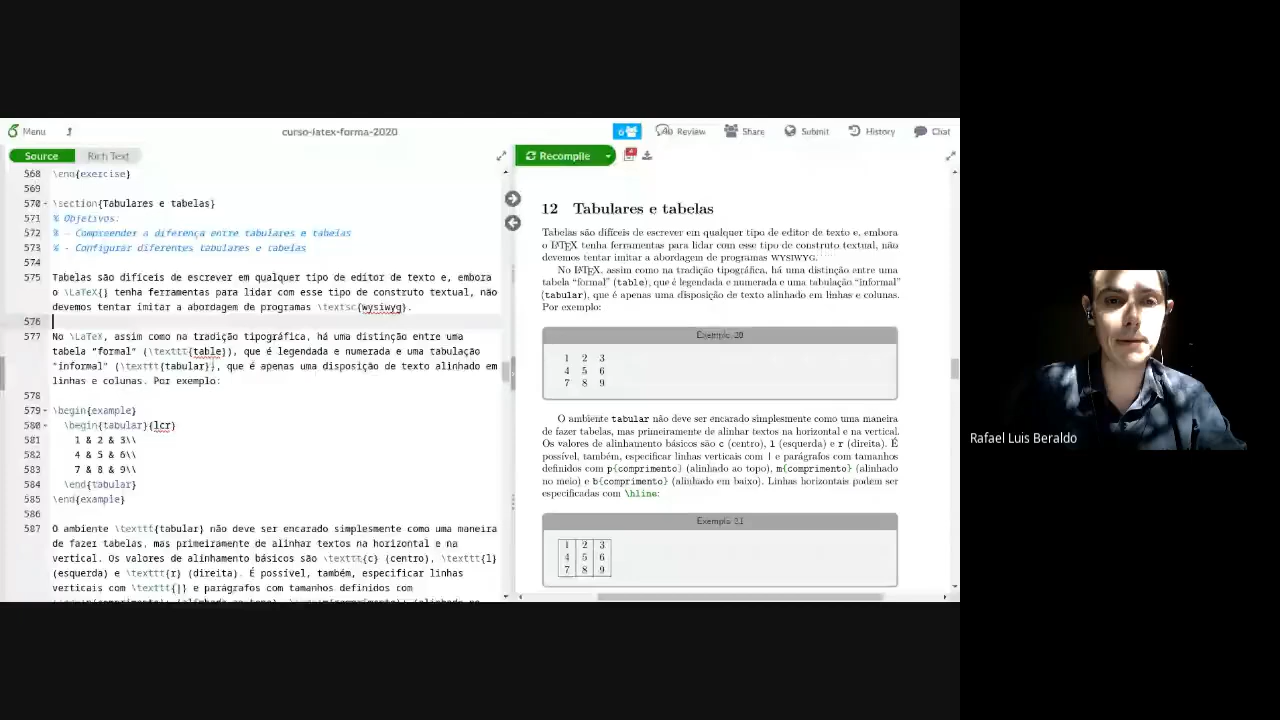 Menu
curso-latex-forma-2020
Review
Share
Submit
History
Chat
Source
Rich Text
Recompile
568 \end{exercise}
569
570 \section{Tabulares e tabelas}
571 % Objetivos:
572 % - Compreender a diferença entre tabulares e tabelas
573 % - Configurar diferentes tabulares e tabelas
574
575 Tabelas são difíceis de escrever em qualquer tipo de editor de texto e, embora
o \LaTeX{} tenha ferramentas para lidar com esse tipo de construto textual, não
devemos tentar imitar a abordagem de programas \textsc{wysiwyg}.
576
577 No \LaTeX, assim como na tradição tipográfica, há uma distinção entre uma
tabela “formal” (\texttt{table}), que é legendada e numerada e uma tabulação
“informal” (\texttt{tabular}), que é apenas uma disposição de texto alinhado em
linhas e colunas. Por exemplo:
578
579 \begin{example}
580 \begin{tabular}{lcr}
581 1 & 2 & 3\\
582 4 & 5 & 6\\
583 7 & 8 & 9\\
584 \end{tabular}
585 \end{example}
586
587 O ambiente \texttt{tabular} não deve ser encarado simplesmente como uma maneira
de fazer tabelas, mas primeiramente de alinhar textos na horizontal e na
vertical. Os valores de alinhamento básicos são \texttt{c} (centro), \texttt{l}
(esquerda) e \texttt{r} (direita). É possível, também, especificar linhas
verticais com \texttt{|} e parágrafos com tamanhos definidos com
12 Tabulares e tabelas
Tabelas são difíceis de escrever em qualquer tipo de editor de texto e, embora
o LATEX tenha ferramentas para lidar com esse tipo de construto textual, não
devemos tentar imitar a abordagem de programas WYSIWYG.
No LATEX, assim como na tradição tipográfica, há uma distinção entre uma
tabela “formal” (table), que é legendada e numerada e uma tabulação “informal”
(tabular), que é apenas uma disposição de texto alinhado em linhas e colunas.
Por exemplo:
Exemplo 20
1 2 3
4 5 6
7 8 9
O ambiente tabular não deve ser encarado simplesmente como uma maneira
de fazer tabelas, mas primeiramente de alinhar textos na horizontal e na vertical.
Os valores de alinhamento básicos são c (centro), l (esquerda) e r (direita). É
possível, também, especificar linhas verticais com | e parágrafos com tamanhos
definidos com p{comprimento} (alinhado ao topo), m{comprimento} (alinhado
no meio) e b{comprimento} (alinhado em baixo). Linhas horizontais podem ser
especificadas com \hline:
Exemplo 21
1 2 3
4 5 6
7 8 9
Rafael Luis Beraldo